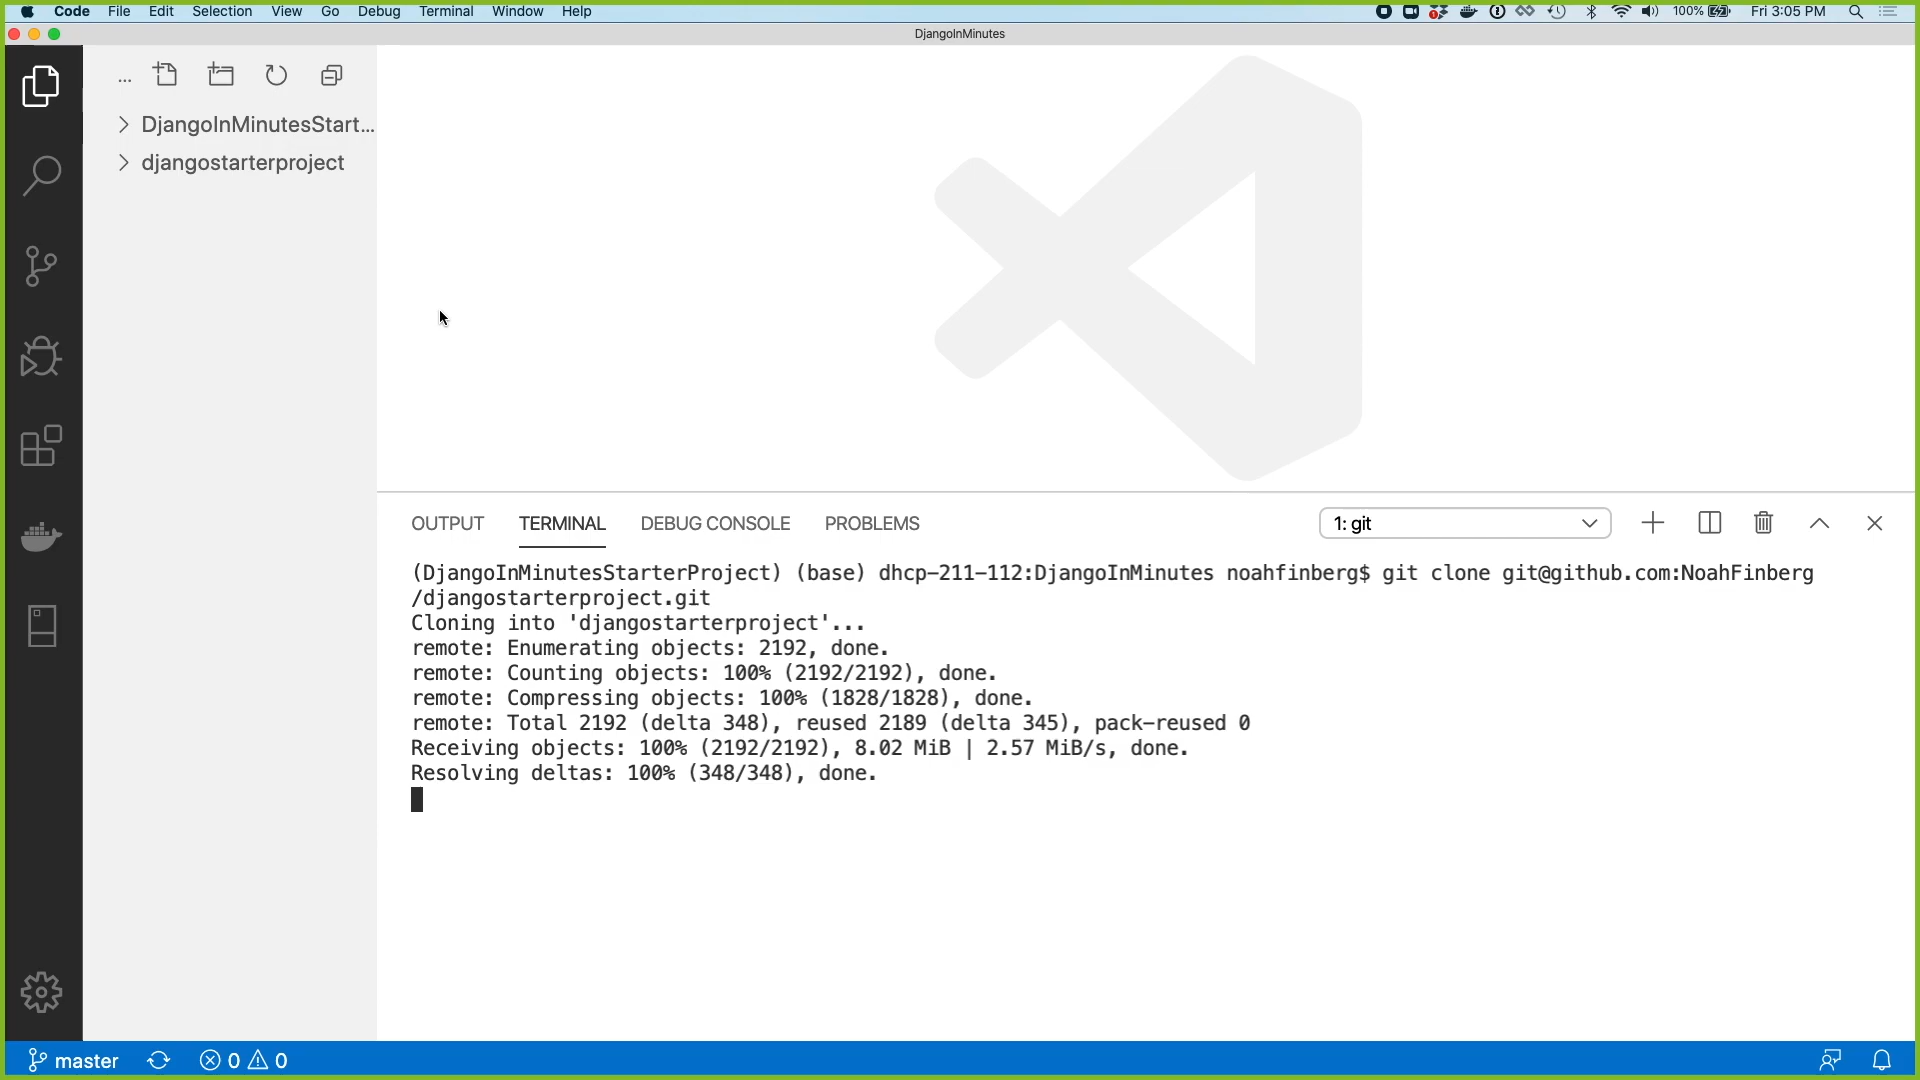 Code File Edit Selection View Go Debug Terminal Window Help 100% Fri 3:05 PM
DjangoInMinutes
...
DjangoInMinutesStart...
djangostarterproject
OUTPUT TERMINAL DEBUG CONSOLE PROBLEMS 1: git
(DjangoInMinutesStarterProject) (base) dhcp-211-112:DjangoInMinutes noahfinberg$ git clone git@github.com:NoahFinberg
/djangostarterproject.git
Cloning into 'djangostarterproject'...
remote: Enumerating objects: 2192, done.
remote: Counting objects: 100% (2192/2192), done.
remote: Compressing objects: 100% (1828/1828), done.
remote: Total 2192 (delta 348), reused 2189 (delta 345), pack-reused 0
Receiving objects: 100% (2192/2192), 8.02 MiB | 2.57 MiB/s, done.
Resolving deltas: 100% (348/348), done.
master 0 0